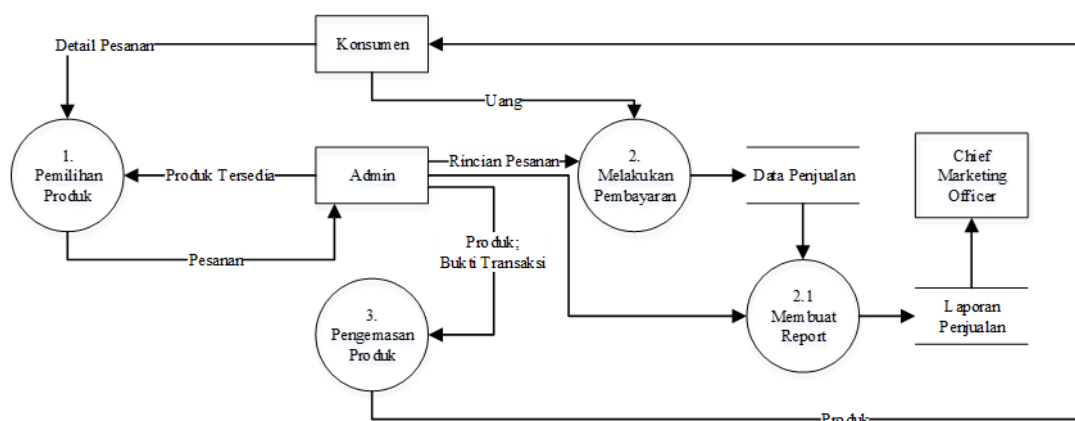 Detail Pesanan
Konsumen
Uang
1.
Pemilihan
Produk
Produk Tersedia
Admin
Rincian Pesanan
2.
Melakukan
Pembayaran
Data Penjualan
Chief
Marketing
Officer
Pesanan
Produk;
Bukti Transaksi
3.
Pengemasan
Produk
2.1
Membuat
Report
Laporan
Penjualan
Produk